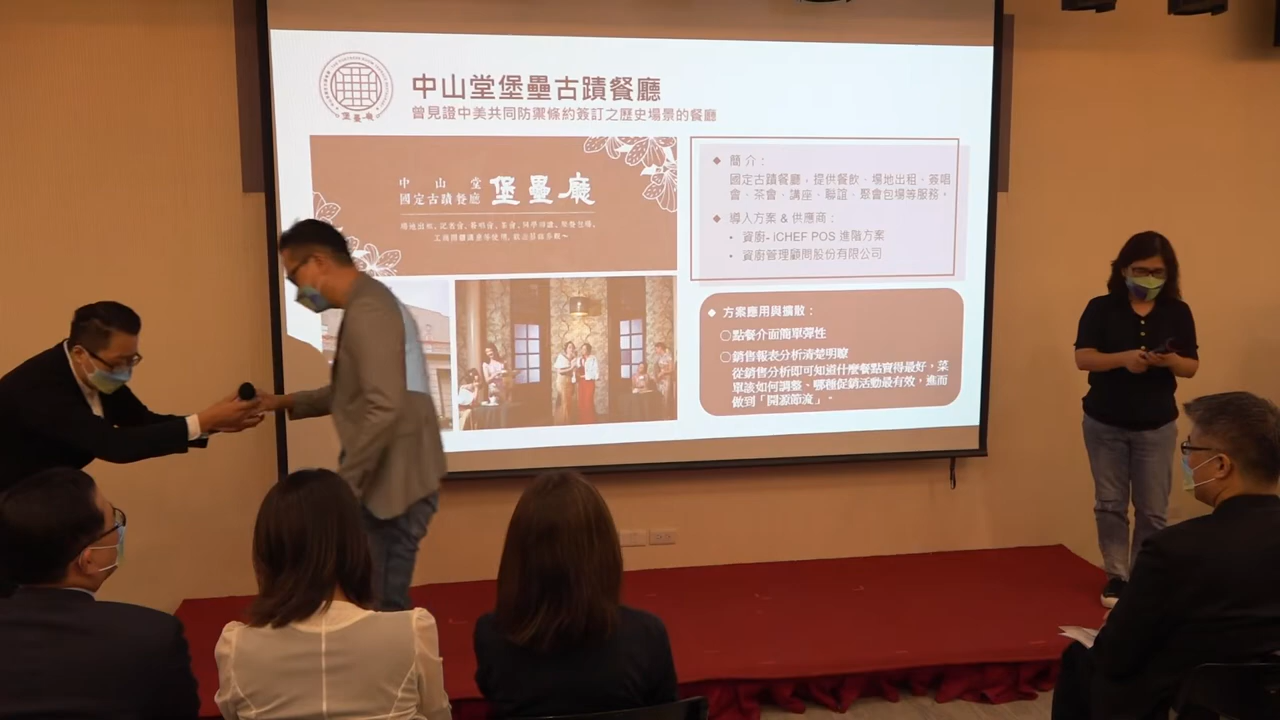 中山堂堡壘古蹟餐廳
曾見證中美共同防禦條約簽訂之歷史場景的餐廳
堡壘廳
中山堂
國定古蹟餐廳 堡壘廳
簡介：
國定古蹟餐廳，提供餐飲、場地出租、簽唱
會、茶會、講座、聯誼、聚會包場等服務。
導入方案 & 供應商：
資廚- iCHEF POS 進階方案
資廚管理顧問股份有限公司
方案應用與擴散：
點餐介面簡單彈性
銷售報表分析清楚明瞭
從銷售分析即可知道什麼餐點賣得最好，菜
單該如何調整、哪種促銷活動最有效，進而
做到「開源節流」。